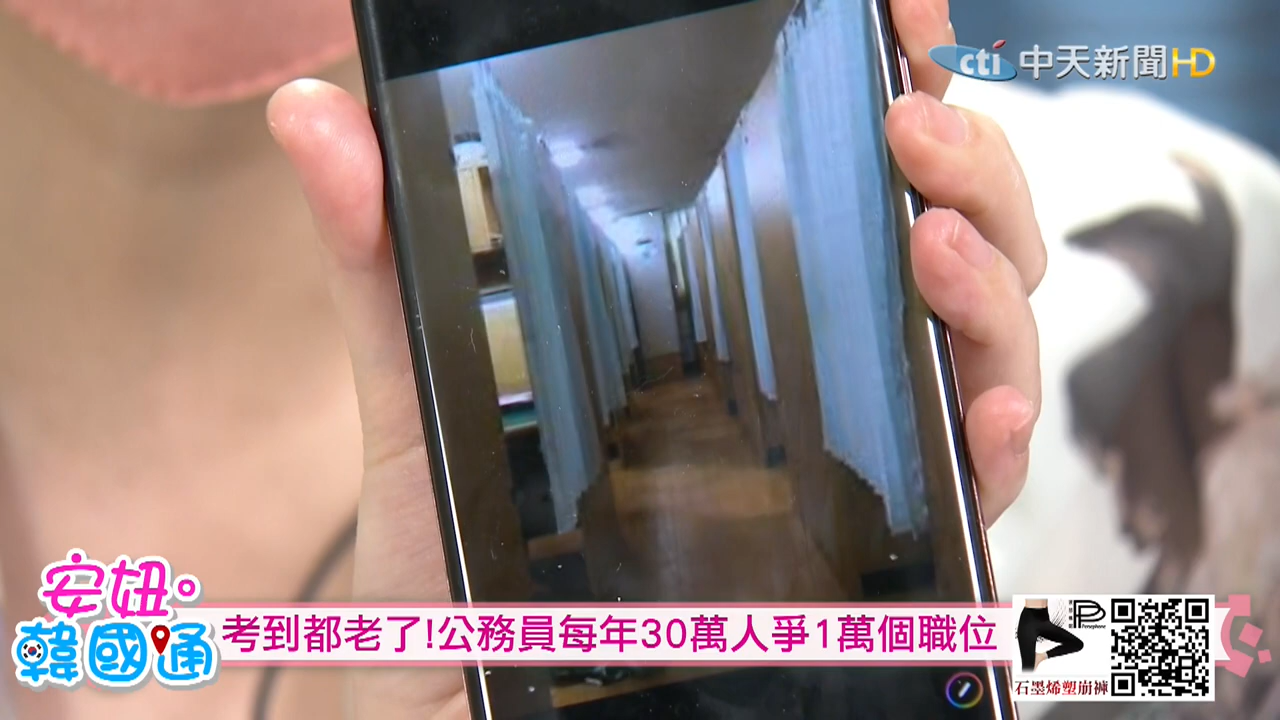 cti 中天新聞HD
安妞。
韓國通
考到都老了!公務員每年30萬人爭1萬個職位
Persephone
石墨烯塑崩褲